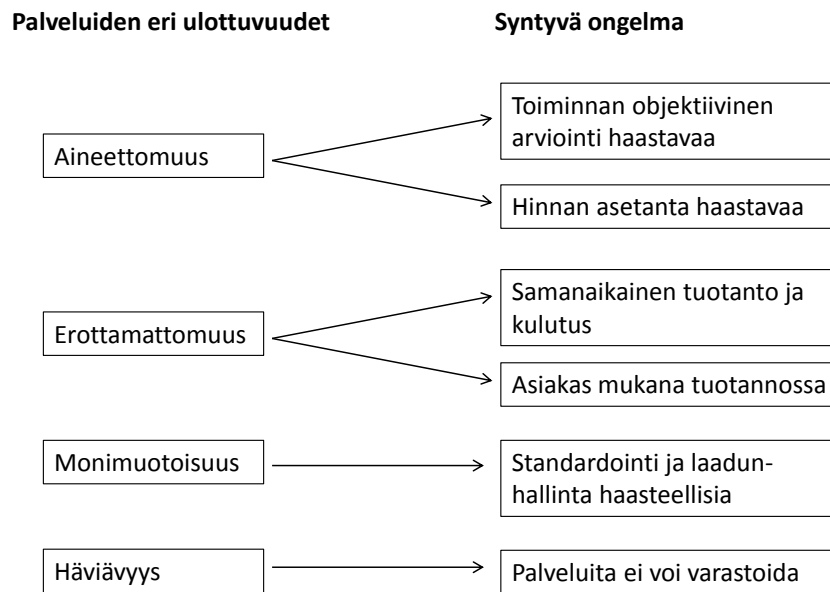 Palveluiden eri ulottuvuudet
Syntyvä ongelma
Aineettomuus
Toiminnan objektiivinen
arviointi haastavaa
Hinnan asetanta haastavaa
Erottamattomuus
Samanaikainen tuotanto ja
kulutus
Asiakas mukana tuotannossa
Monimuotoisuus
Standardointi ja laadun-
hallinta haasteellisia
Häviävyys
Palveluita ei voi varastoida